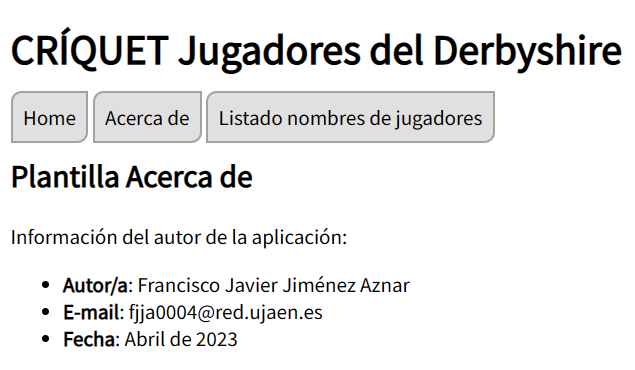 CRÍQUET Jugadores del Derbyshire
Home Acerca de Listado nombres de jugadores
Plantilla Acerca de
Información del autor de la aplicación:
Autor/a: Francisco Javier Jiménez Aznar
E-mail: fjja0004@red.ujaen.es
Fecha: Abril de 2023